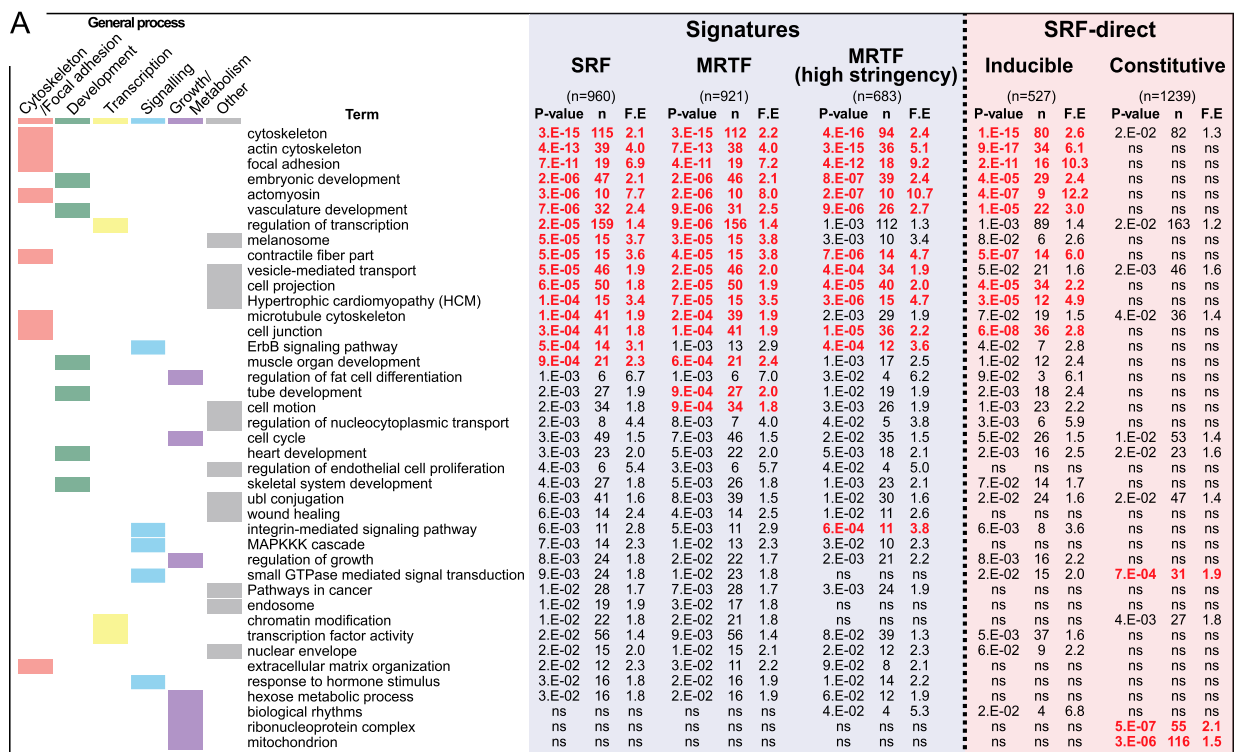 A
General process
Signatures
SRF-direct
Cytoskeleton
/Focal adhesion
Development
Transcription
Signalling
Growth/
Metabolism
Other
SRF MRTF MRTF (high stringency) Inducible Constitutive
(n=960) (n=921) (n=683) (n=527) (n=1239)
Term P-value n F.E P-value n F.E P-value n F.E P-value n F.E P-value n F.E
cytoskeleton 3.E-15 115 2.1 3.E-15 112 2.2 4.E-16 94 2.4 1.E-15 80 2.6 2.E-02 82 1.3
actin cytoskeleton 4.E-13 39 4.0 7.E-13 38 4.0 3.E-15 36 5.1 9.E-17 34 6.1 ns ns ns
focal adhesion 7.E-11 19 6.9 4.E-11 19 7.2 4.E-12 18 9.2 2.E-11 16 10.3 ns ns ns
embryonic development 2.E-06 47 2.1 2.E-06 46 2.1 8.E-07 39 2.4 4.E-05 29 2.4 ns ns ns
actomyosin 3.E-06 10 7.7 2.E-06 10 8.0 2.E-07 10 10.7 4.E-07 9 12.2 ns ns ns
vasculature development 7.E-06 32 2.4 9.E-06 31 2.5 9.E-06 26 2.7 1.E-05 22 3.0 ns ns ns
regulation of transcription 2.E-05 159 1.4 9.E-06 156 1.4 1.E-03 112 1.3 1.E-03 89 1.4 2.E-02 163 1.2
melanosome 5.E-05 15 3.7 3.E-05 15 3.8 3.E-03 10 3.4 8.E-02 6 2.6 ns ns ns
contractile fiber part 5.E-05 15 3.6 4.E-05 15 3.8 7.E-06 14 4.7 5.E-07 14 6.0 ns ns ns
vesicle-mediated transport 5.E-05 46 1.9 2.E-05 46 2.0 4.E-04 34 1.9 5.E-02 21 1.6 2.E-03 46 1.6
cell projection 6.E-05 50 1.8 2.E-05 50 1.9 4.E-05 40 2.0 4.E-05 34 2.2 ns ns ns
Hypertrophic cardiomyopathy (HCM) 1.E-04 15 3.4 7.E-05 15 3.5 3.E-06 15 4.7 3.E-05 12 4.9 ns ns ns
microtubule cytoskeleton 1.E-04 41 1.9 2.E-04 39 1.9 2.E-03 29 1.9 7.E-02 19 1.5 4.E-02 36 1.4
cell junction 3.E-04 41 1.8 1.E-04 41 1.9 1.E-05 36 2.2 6.E-08 36 2.8 ns ns ns
ErbB signaling pathway 5.E-04 14 3.1 1.E-03 13 2.9 4.E-04 12 3.6 4.E-02 7 2.8 ns ns ns
muscle organ development 9.E-04 21 2.3 6.E-04 21 2.4 1.E-03 17 2.5 1.E-02 12 2.4 ns ns ns
regulation of fat cell differentiation 1.E-03 6 6.7 1.E-03 6 7.0 3.E-02 4 6.2 9.E-02 3 6.1 ns ns ns
tube development 2.E-03 27 1.9 9.E-04 27 2.0 1.E-02 19 1.9 2.E-03 18 2.4 ns ns ns
cell motion 2.E-03 34 1.8 9.E-04 34 1.8 3.E-03 26 1.9 1.E-03 23 2.2 ns ns ns
regulation of nucleocytoplasmic transport 2.E-03 8 4.4 8.E-03 7 4.0 4.E-02 5 3.8 3.E-03 6 5.9 ns ns ns
cell cycle 3.E-03 49 1.5 7.E-03 46 1.5 2.E-02 35 1.5 5.E-02 26 1.5 1.E-02 53 1.4
heart development 3.E-03 23 2.0 5.E-03 22 2.0 5.E-03 18 2.1 2.E-03 16 2.5 2.E-02 23 1.6
regulation of endothelial cell proliferation 4.E-03 6 5.4 3.E-03 6 5.7 4.E-02 4 5.0 ns ns ns ns ns ns
skeletal system development 4.E-03 27 1.8 5.E-03 26 1.8 1.E-03 23 2.1 7.E-02 14 1.7 ns ns ns
ubl conjugation 6.E-03 41 1.6 8.E-03 39 1.5 1.E-02 30 1.6 2.E-02 24 1.6 2.E-02 47 1.4
wound healing 6.E-03 14 2.4 4.E-03 14 2.5 1.E-02 11 2.6 ns ns ns ns ns ns
integrin-mediated signaling pathway 6.E-03 11 2.8 5.E-03 11 2.9 6.E-04 11 3.8 6.E-03 8 3.6 ns ns ns
MAPKKK cascade 7.E-03 14 2.3 1.E-02 13 2.3 3.E-02 10 2.3 ns ns ns ns ns ns
regulation of growth 8.E-03 24 1.8 2.E-02 22 1.7 2.E-03 21 2.2 8.E-03 16 2.2 ns ns ns
small GTPase mediated signal transduction 9.E-03 24 1.8 1.E-02 23 1.8 ns ns ns 2.E-02 15 2.0 7.E-04 31 1.9
Pathways in cancer 1.E-02 28 1.7 7.E-03 28 1.7 3.E-03 24 1.9 ns ns ns ns ns ns
endosome 1.E-02 19 1.9 3.E-02 17 1.8 ns ns ns ns ns ns ns ns ns
chromatin modification 1.E-02 22 1.8 2.E-02 21 1.8 ns ns ns ns ns ns 4.E-03 27 1.8
transcription factor activity 2.E-02 56 1.4 9.E-03 56 1.4 8.E-02 39 1.3 5.E-03 37 1.6 ns ns ns
nuclear envelope 2.E-02 15 2.0 1.E-02 15 2.1 2.E-02 12 2.3 6.E-02 9 2.2 ns ns ns
extracellular matrix organization 2.E-02 12 2.3 3.E-02 11 2.2 9.E-02 8 2.1 ns ns ns ns ns ns
response to hormone stimulus 3.E-02 16 1.8 2.E-02 16 1.9 1.E-02 14 2.2 ns ns ns ns ns ns
hexose metabolic process 3.E-02 16 1.8 2.E-02 16 1.9 6.E-02 12 1.9 ns ns ns ns ns ns
biological rhythms ns ns ns ns ns ns 4.E-02 4 5.3 2.E-02 4 6.8 ns ns ns
ribonucleoprotein complex ns ns ns ns ns ns ns ns ns ns ns ns 5.E-07 55 2.1
mitochondrion ns ns ns ns ns ns ns ns ns ns ns ns 3.E-06 116 1.5